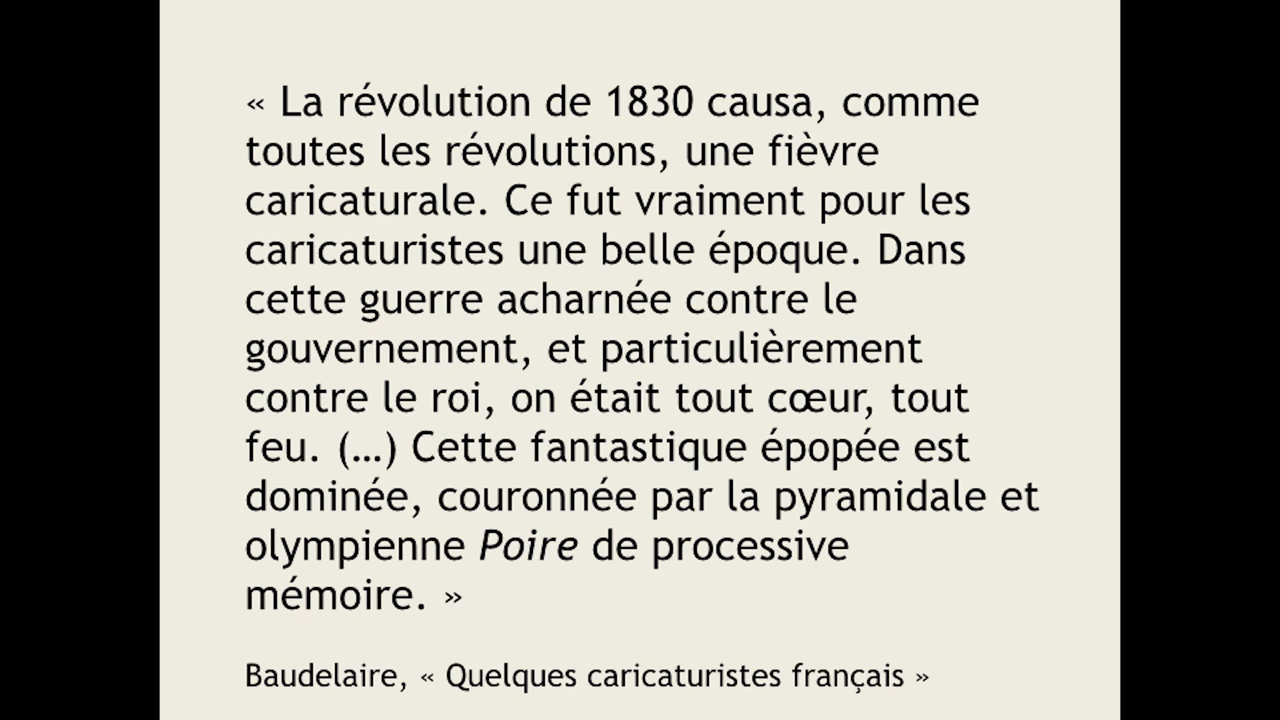 « La révolution de 1830 causa, comme
toutes les révolutions, une fièvre
caricaturale. Ce fut vraiment pour les
caricaturistes une belle époque. Dans
cette guerre acharnée contre le
gouvernement, et particulièrement
contre le roi, on était tout cœur, tout
feu. (…) Cette fantastique épopée est
dominée, couronnée par la pyramidale et
olympienne Poire de processive
mémoire. »
Baudelaire, « Quelques caricaturistes français »